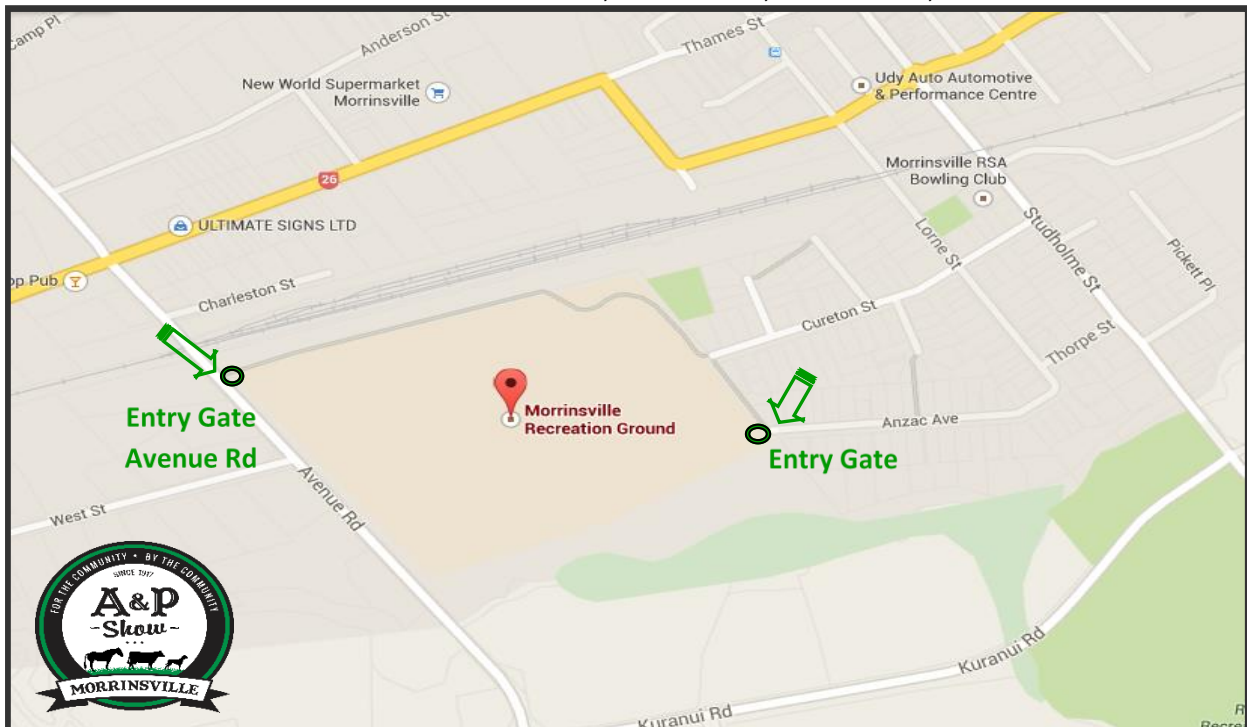 Camp Pl
Anderson St
Thames St
New World Supermarket
Morrinsville
Udy Auto Automotive
& Performance Centre
26
Morrinsville RSA
Bowling Club
ULTIMATE SIGNS LTD
Lorne St
Studholme St
Pickett Pl
op Pub
Charleston St
Cureton St
Thorpe St
Entry Gate
Avenue Rd
Morrinsville
Recreation Ground
Anzac Ave
Entry Gate
West St
Avenue Rd
FOR THE COMMUNITY • BY THE COMMUNITY
SINCE 1917
A&P
-Show-
MORRINSVILLE
Kuranui Rd
Kuranui Rd